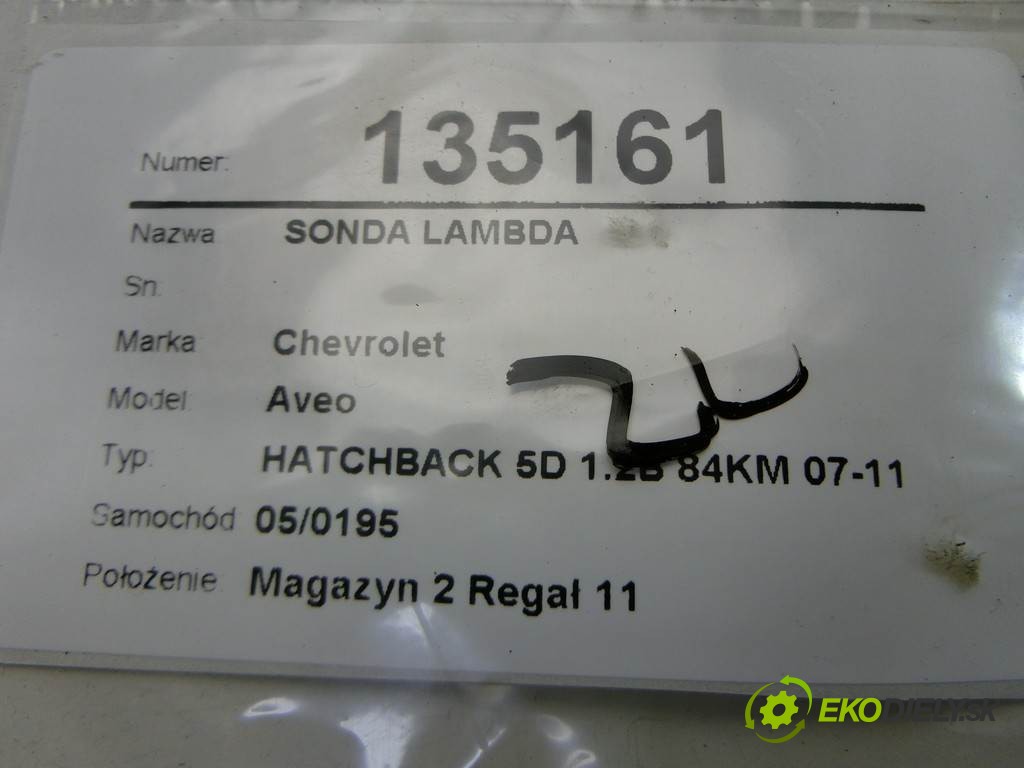 Numer: 135161
Nazwa SONDA LAMBDA
Sn.
Marka Chevrolet
Model: Aveo
Typ: HATCHBACK 5D 1.2B 84KM 07-11
Samochód 05/0195
Położenie Magazyn 2 Regał 11
EKODIELY.SK